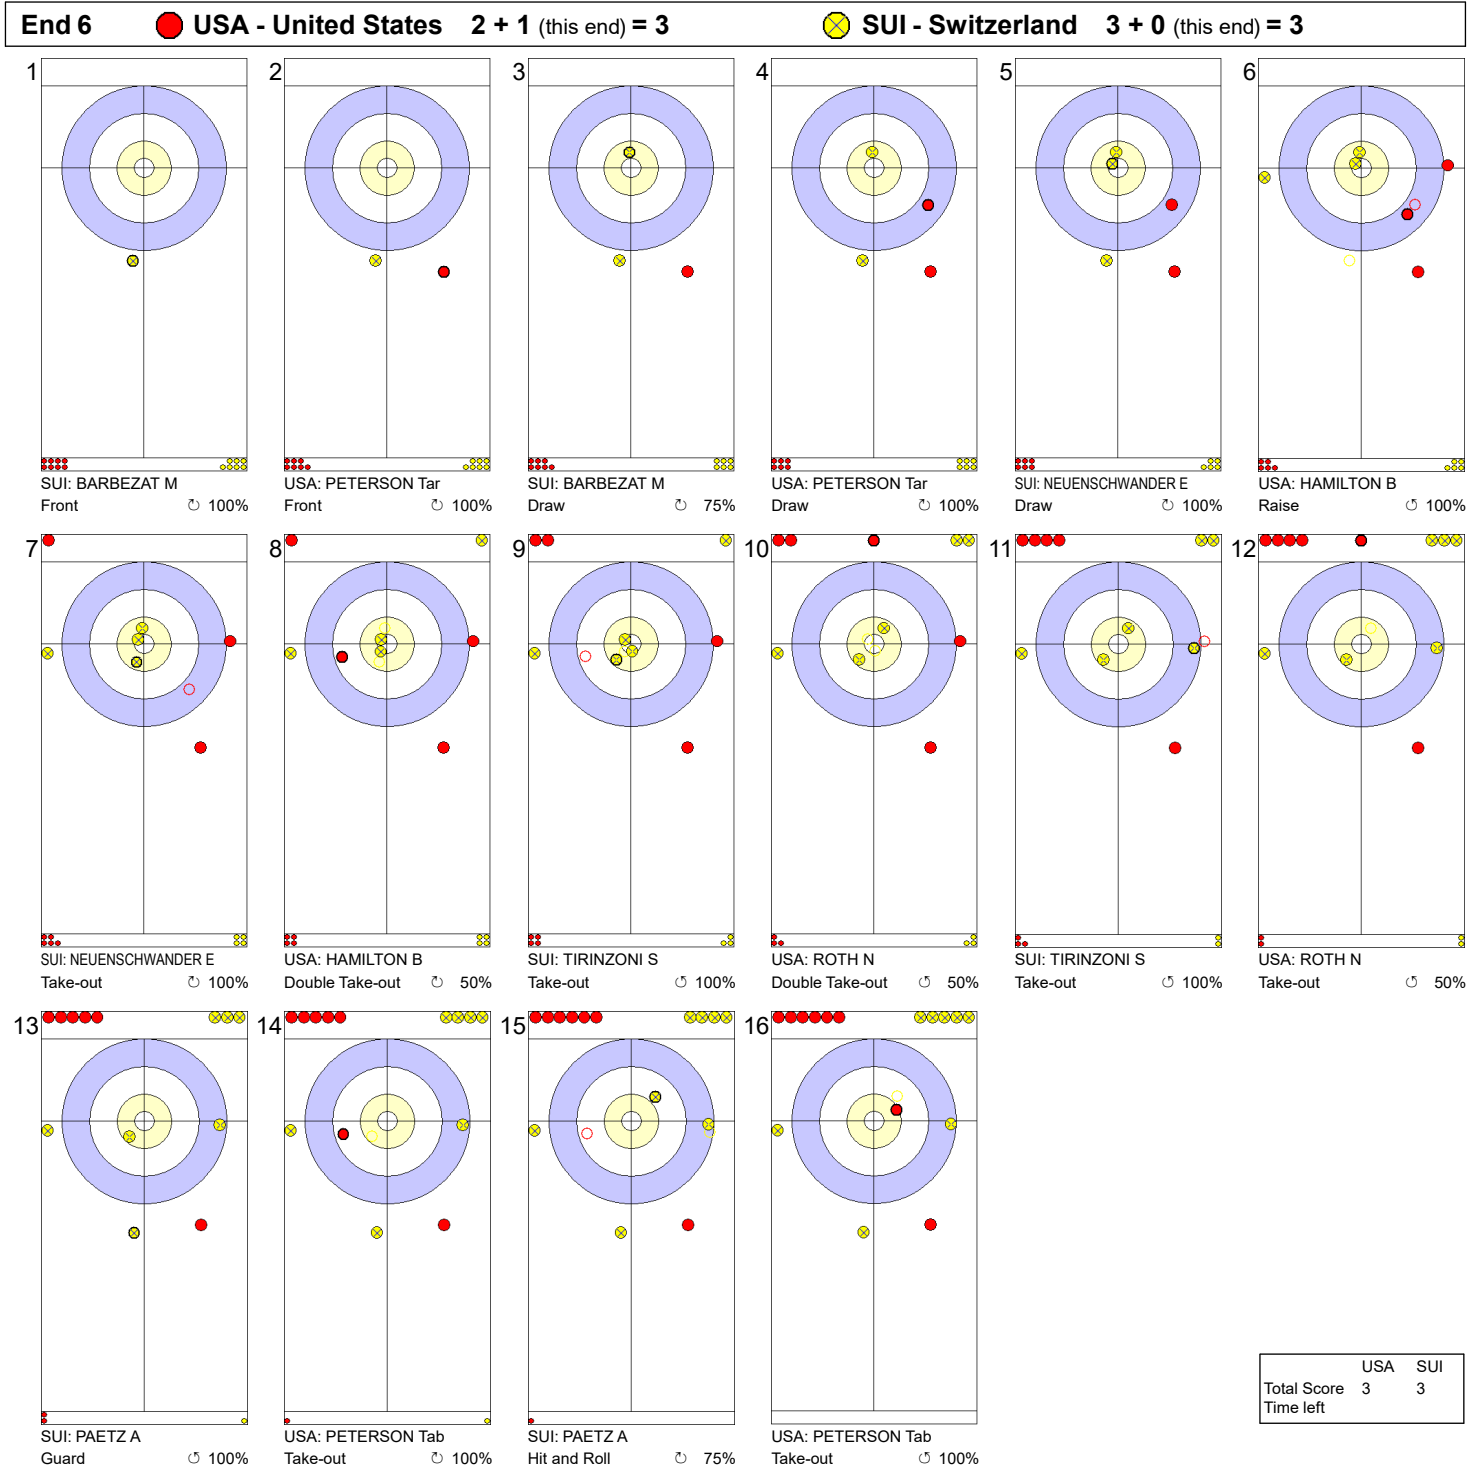 End 6 USA - United States 2 + 1 (this end) = 3 SUI - Switzerland 3 + 0 (this end) = 3
1 2 3 4 5 6
SUI: BARBEZAT M
Front ↻ 100%
USA: PETERSON Tar
Front ↻ 100%
SUI: BARBEZAT M
Draw ↻ 75%
USA: PETERSON Tar
Draw ↻ 100%
SUI: NEUENSCHWANDER E
Draw ↻ 100%
USA: HAMILTON B
Raise ↺ 100%
7 8 9 10 11 12
SUI: NEUENSCHWANDER E
Take-out ↻ 100%
USA: HAMILTON B
Double Take-out ↻ 50%
SUI: TIRINZONI S
Take-out ↺ 100%
USA: ROTH N
Double Take-out ↺ 50%
SUI: TIRINZONI S
Take-out ↺ 100%
USA: ROTH N
Take-out ↺ 50%
13 14 15 16
SUI: PAETZ A
Guard ↺ 100%
USA: PETERSON Tab
Take-out ↻ 100%
SUI: PAETZ A
Hit and Roll ↻ 75%
USA: PETERSON Tab
Take-out ↺ 100%
USA SUI
Total Score 3 3
Time left